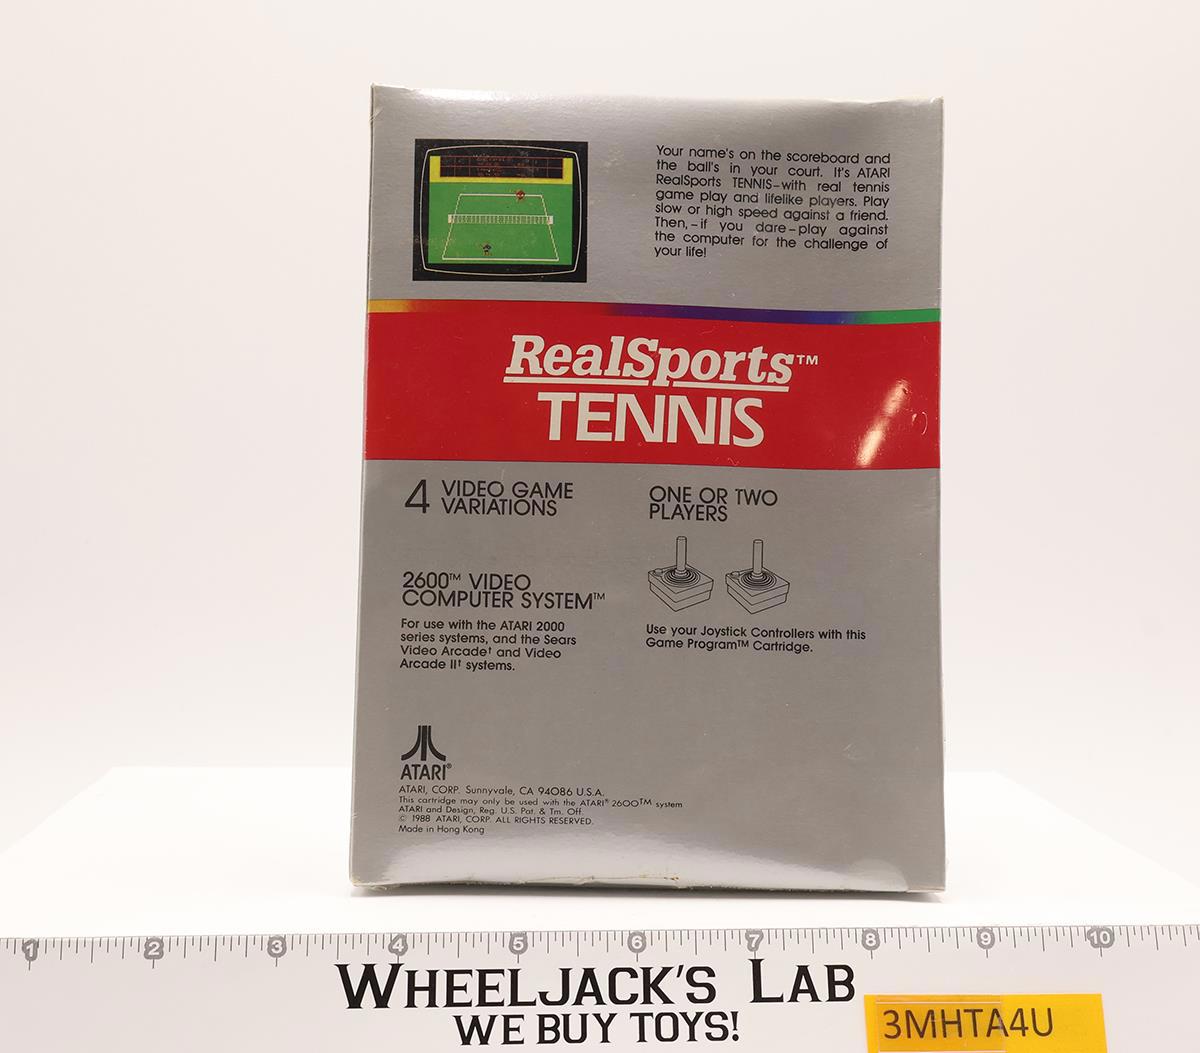 Your name's on the scoreboard and
the ball's in your court. It's ATARI
RealSports TENNIS–with real tennis
game play and lifelike players. Play
slow or high speed against a friend.
Then,–if you dare–play against
the computer for the challenge of
your life!
RealSports™
TENNIS
4 VIDEO GAME
VARIATIONS
ONE OR TWO
PLAYERS
2600™ VIDEO
COMPUTER SYSTEM™
For use with the ATARI 2000
series systems, and the Sears
Video Arcade† and Video
Arcade II† systems.
Use your Joystick Controllers with this
Game Program™ Cartridge.
ATARI®
ATARI, CORP. Sunnyvale, CA 94086 U.S.A.
This cartridge may only be used with the ATARI® 2600™ system
ATARI and Design, Reg. U.S. Pat. & Tm. Off.
© 1988 ATARI, CORP. ALL RIGHTS RESERVED.
Made in Hong Kong
1 2 3 4 5 6 7 8 9 10
WHEELJACK'S LAB
WE BUY TOYS!
3MHTA4U